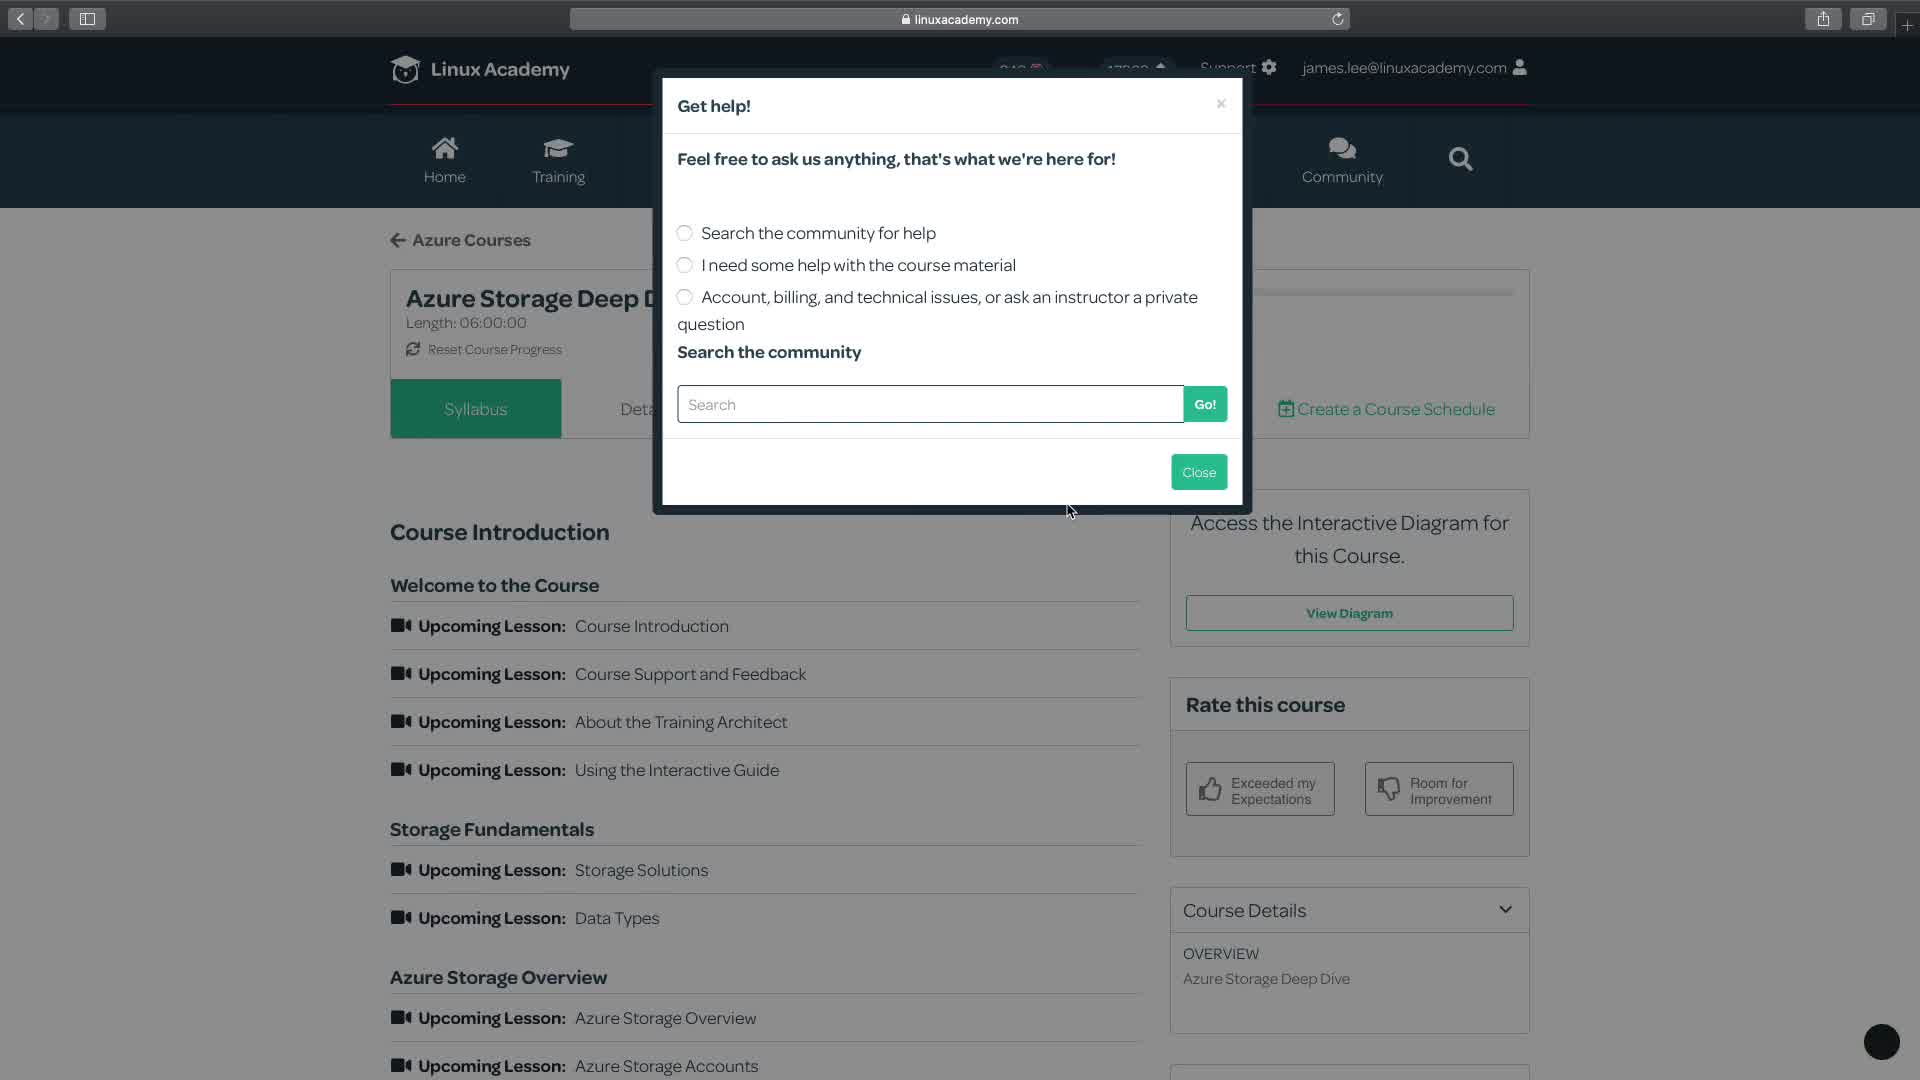 linuxacademy.com
Linux Academy
Support
james.lee@linuxacademy.com
Home
Training
Community
Get help!
×
Feel free to ask us anything, that's what we're here for!
Search the community for help
I need some help with the course material
Account, billing, and technical issues, or ask an instructor a private
question
Search the community
Search
Go!
Close
Azure Courses
Azure Storage Deep D
Length: 06:00:00
Reset Course Progress
Syllabus
Deta
Create a Course Schedule
Course Introduction
Welcome to the Course
Upcoming Lesson: Course Introduction
Upcoming Lesson: Course Support and Feedback
Upcoming Lesson: About the Training Architect
Upcoming Lesson: Using the Interactive Guide
Storage Fundamentals
Upcoming Lesson: Storage Solutions
Upcoming Lesson: Data Types
Azure Storage Overview
Upcoming Lesson: Azure Storage Overview
Upcoming Lesson: Azure Storage Accounts
Access the Interactive Diagram for
this Course.
View Diagram
Rate this course
Exceeded my
Expectations
Room for
Improvement
Course Details
OVERVIEW
Azure Storage Deep Dive